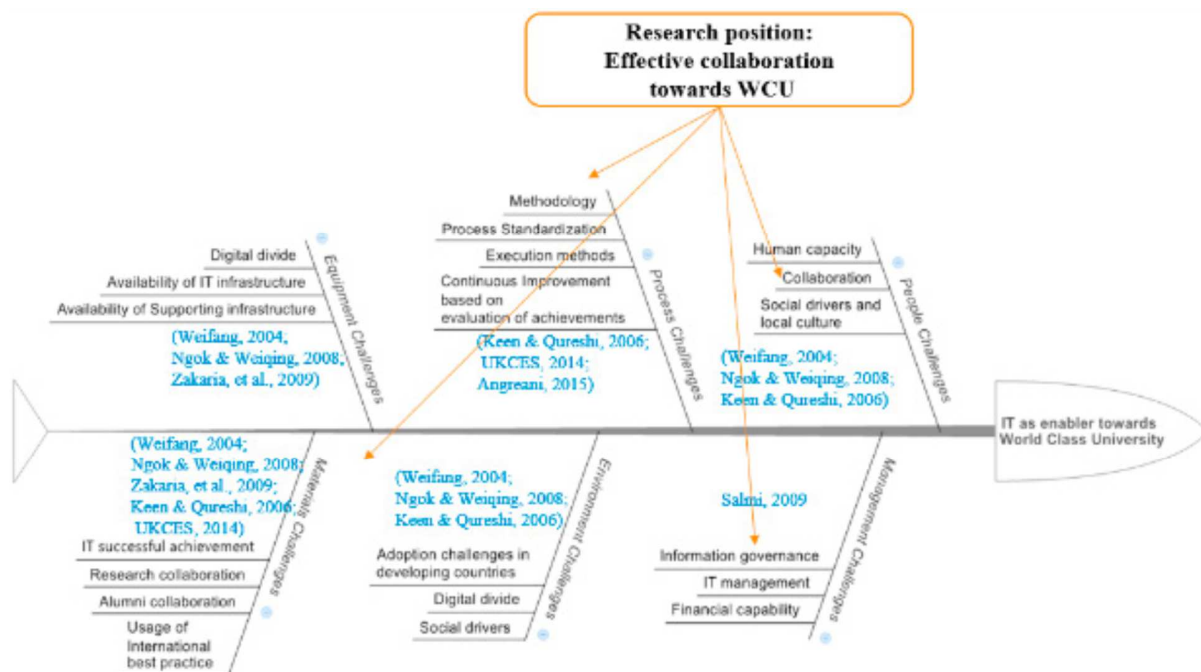 Research position:
Effective collaboration
towards WCU
Digital divide
Availability of IT infrastructure
Availability of Supporting infrastructure
(Weifang, 2004;
Ngok & Weiqing, 2008;
Zakaria, et al., 2009)
Equipment Challenges
Methodology
Process Standardization
Execution methods
Continuous Improvement
based on
evaluation of achievements
(Keen & Qureshi, 2006;
UKCES, 2014;
Angreani, 2015)
Process Challenges
Human capacity
Collaboration
Social drivers and
local culture
(Weifang, 2004;
Ngok & Weiqing, 2008;
Keen & Qureshi, 2006)
People Challenges
IT as enabler towards
World Class University
(Weifang, 2004;
Ngok & Weiqing, 2008;
Zakaria, et al., 2009;
Keen & Qureshi, 2006;
UKCES, 2014)
IT successful achievement
Research collaboration
Alumni collaboration
Usage of
International
best practice
Materials Challenges
(Weifang, 2004;
Ngok & Weiqing, 2008;
Keen & Qureshi, 2006)
Adoption challenges in
developing countries
Digital divide
Social drivers
Environment Challenges
Salmi, 2009
Information governance
IT management
Financial capability
Management Challenges